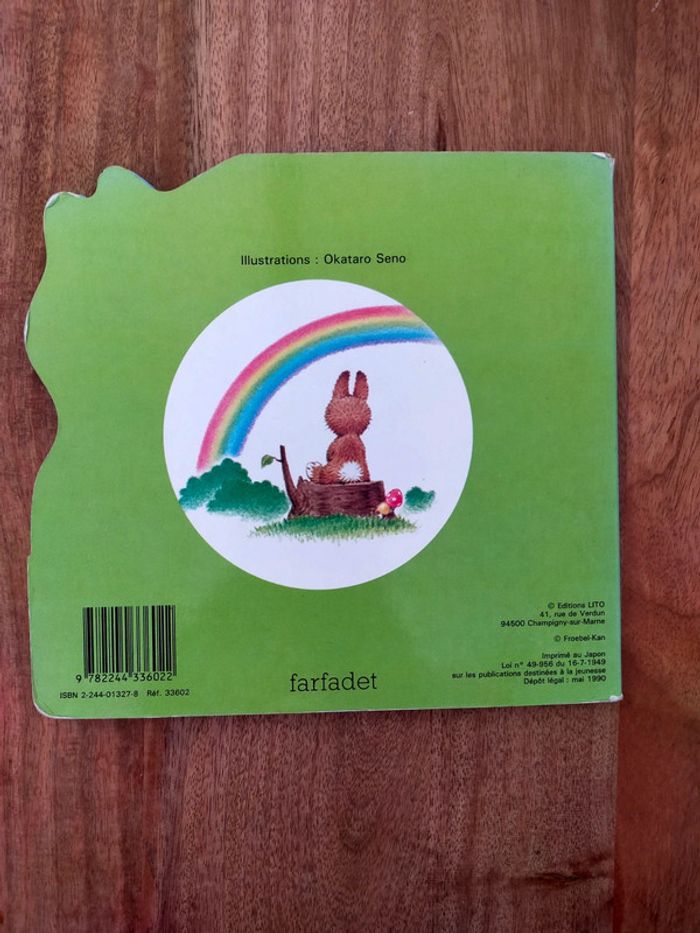 Illustrations : Okataro Seno
© Editions LITO
41, rue de Verdun
94500 Champigny-sur-Marne
© Froebel-Kan
Imprimé au Japon
Loi n° 49-956 du 16-7-1949
sur les publications destinées à la jeunesse
Dépôt légal : mai 1990
9 782244 336022
ISBN 2-244-01327-8 Réf. 33602
farfadet